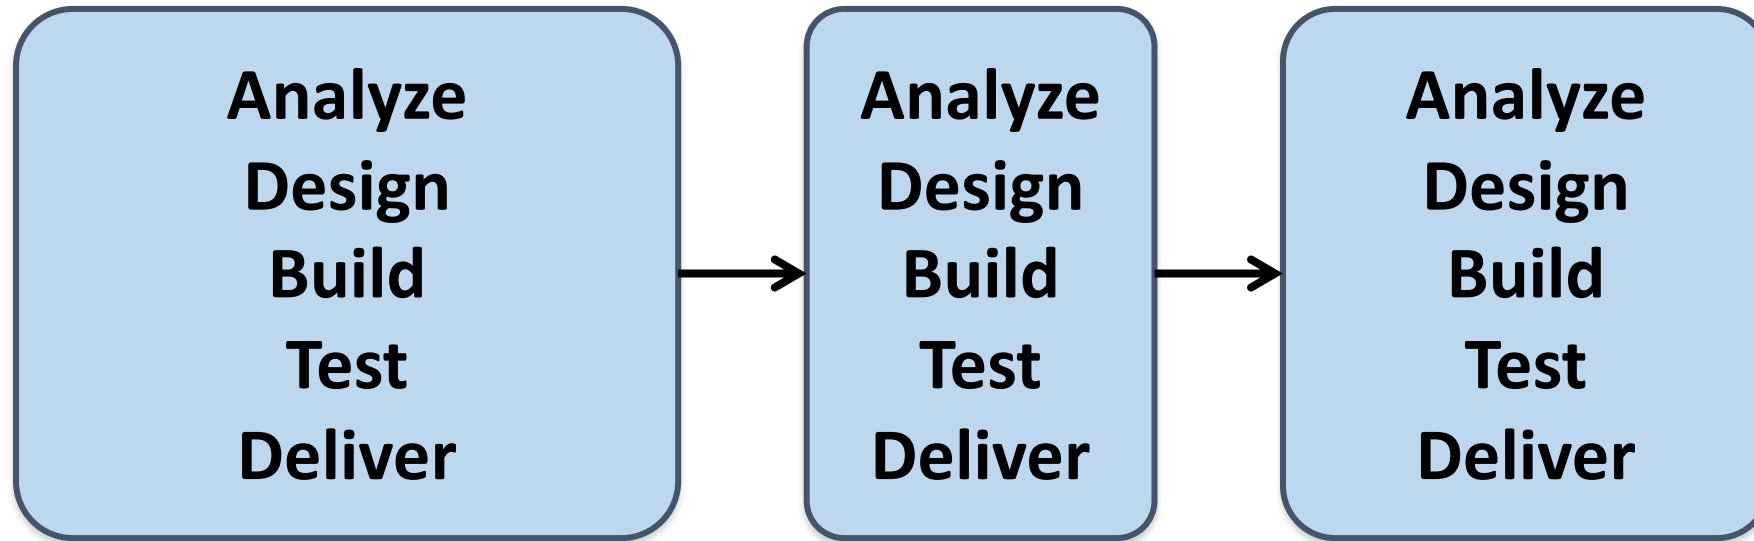 Analyze
Design
Build
Test
Deliver
Analyze
Design
Build
Test
Deliver
Analyze
Design
Build
Test
Deliver